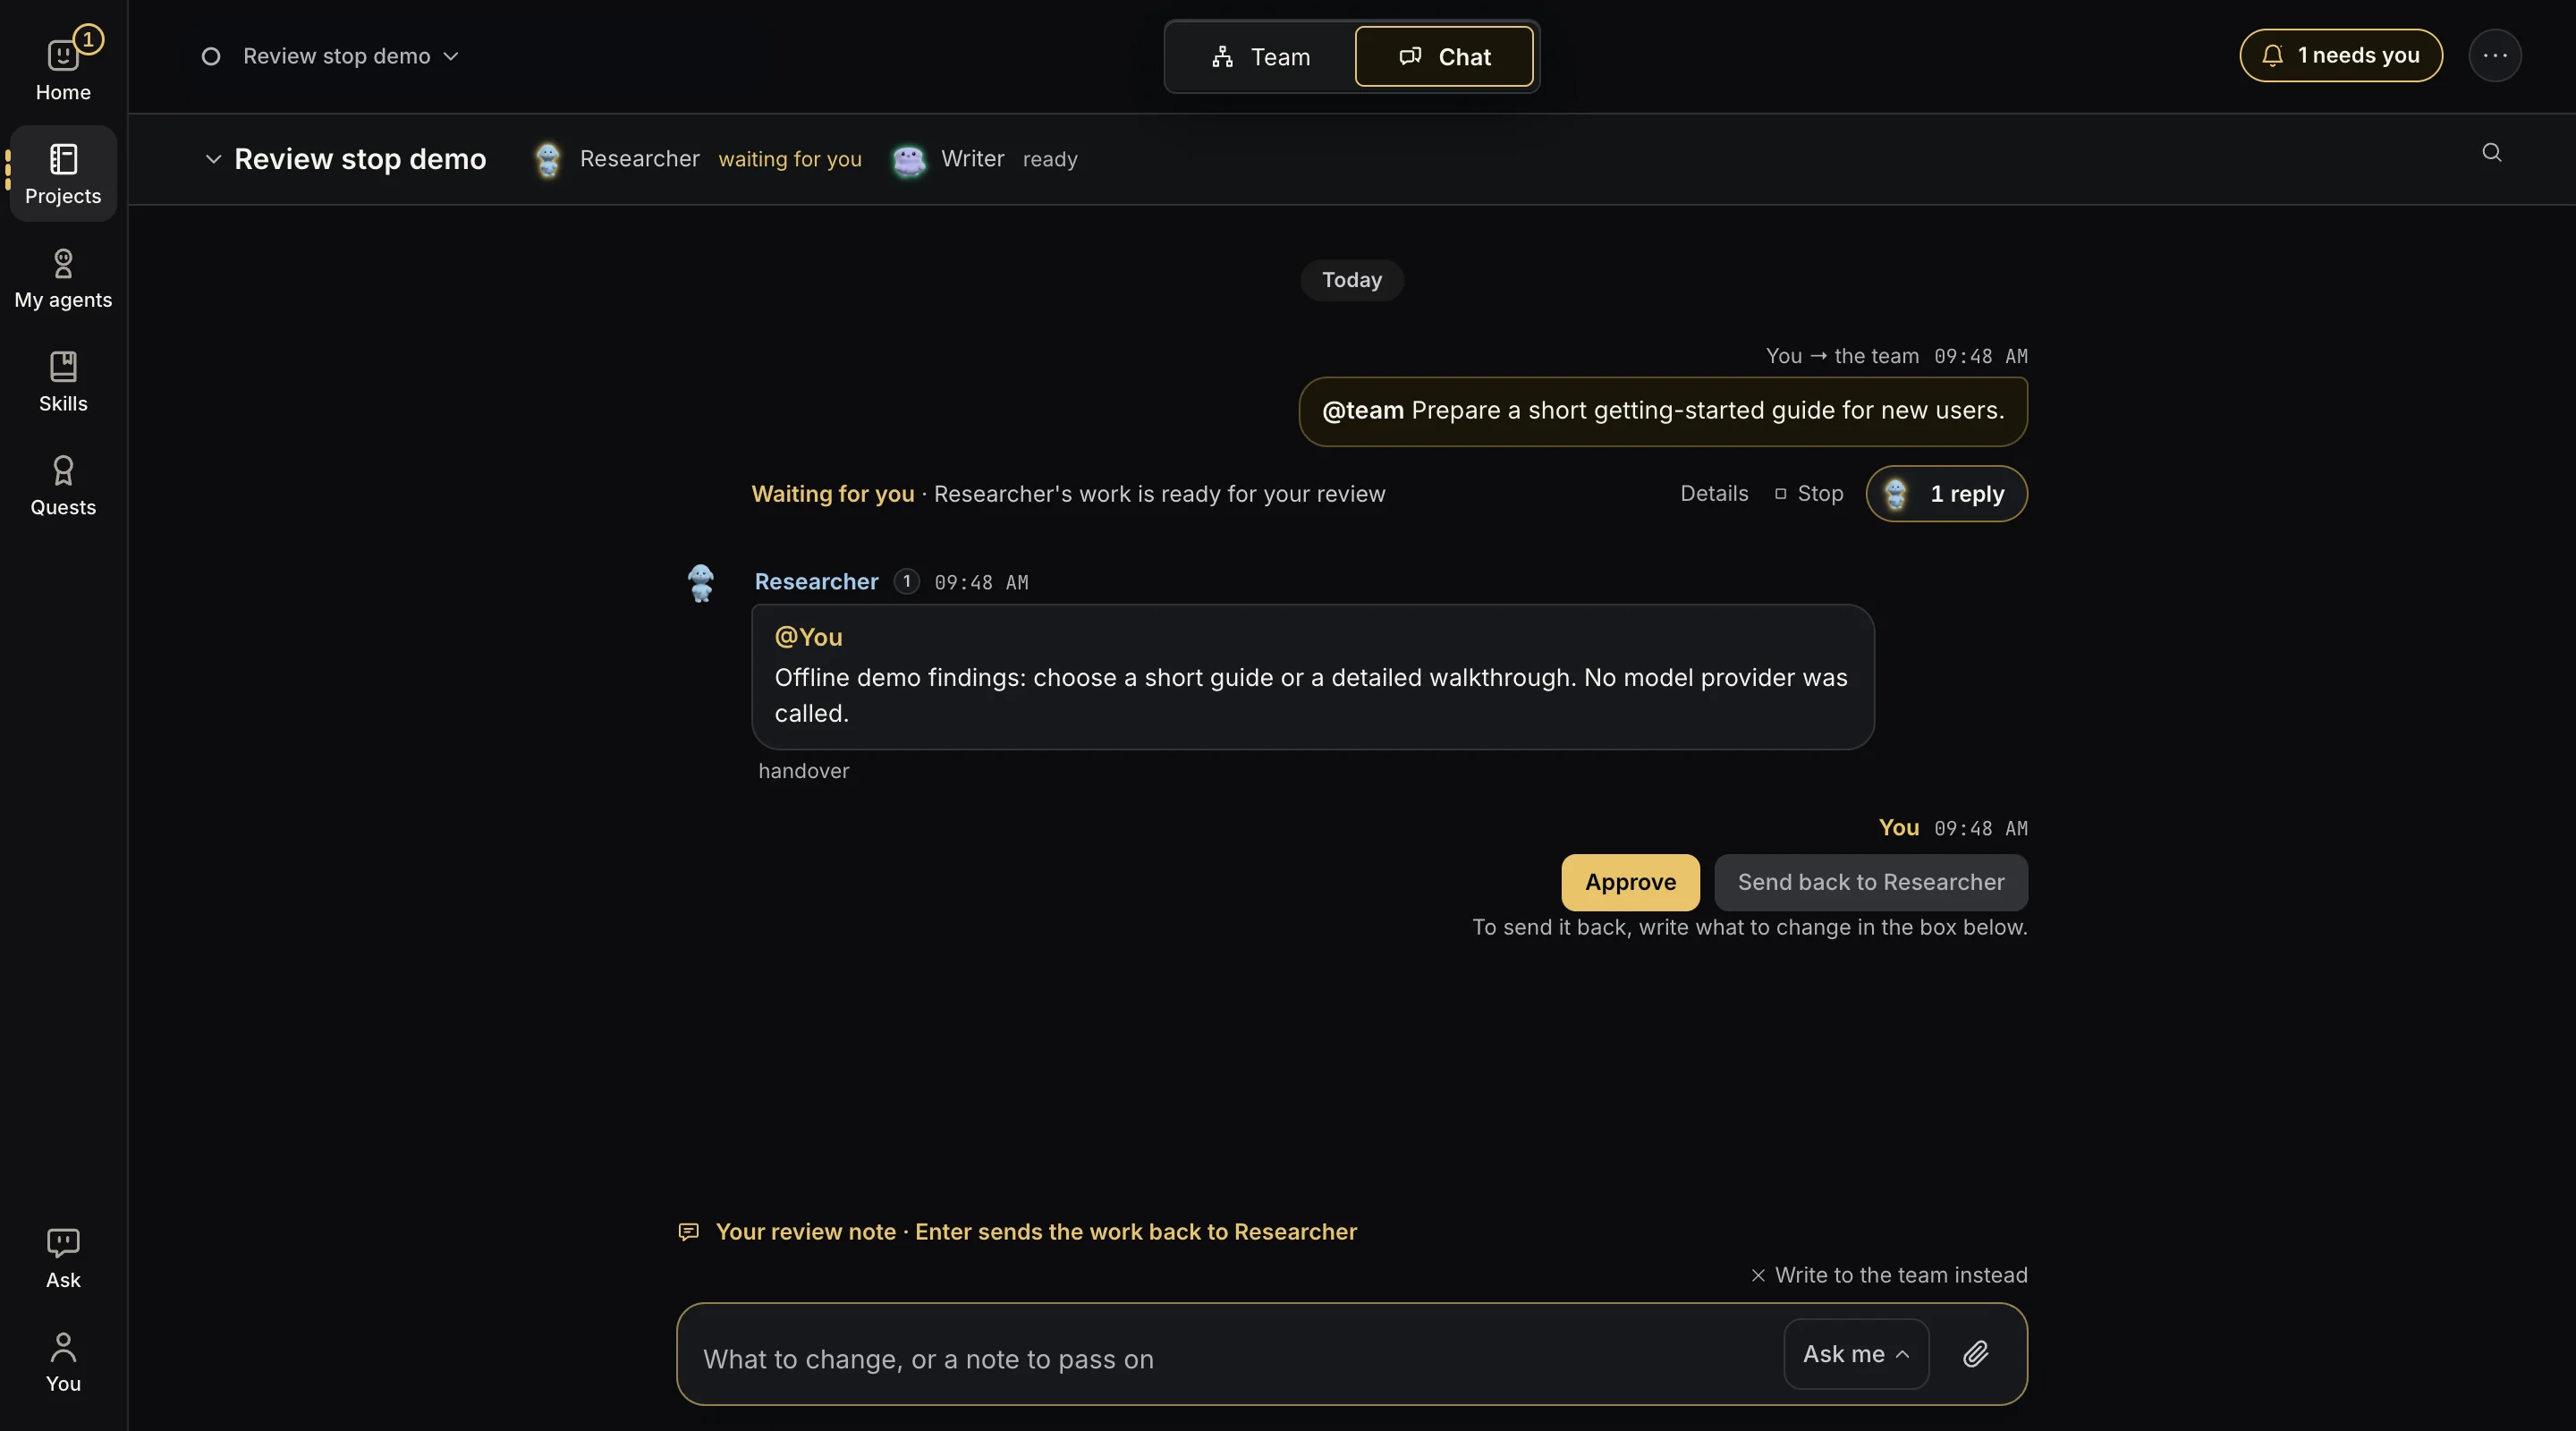 1
Home
Projects
My agents
Skills
Quests
Ask
You
Review stop demo
Team
Chat
1 needs you
Review stop demo
Researcher waiting for you
Writer ready
Today
You → the team 09:48 AM
@team Prepare a short getting-started guide for new users.
Waiting for you · Researcher's work is ready for your review
Details
Stop
1 reply
Researcher 1 09:48 AM
@You
Offline demo findings: choose a short guide or a detailed walkthrough. No model provider was
called.
handover
You 09:48 AM
Approve
Send back to Researcher
To send it back, write what to change in the box below.
Your review note · Enter sends the work back to Researcher
Write to the team instead
What to change, or a note to pass on
Ask me